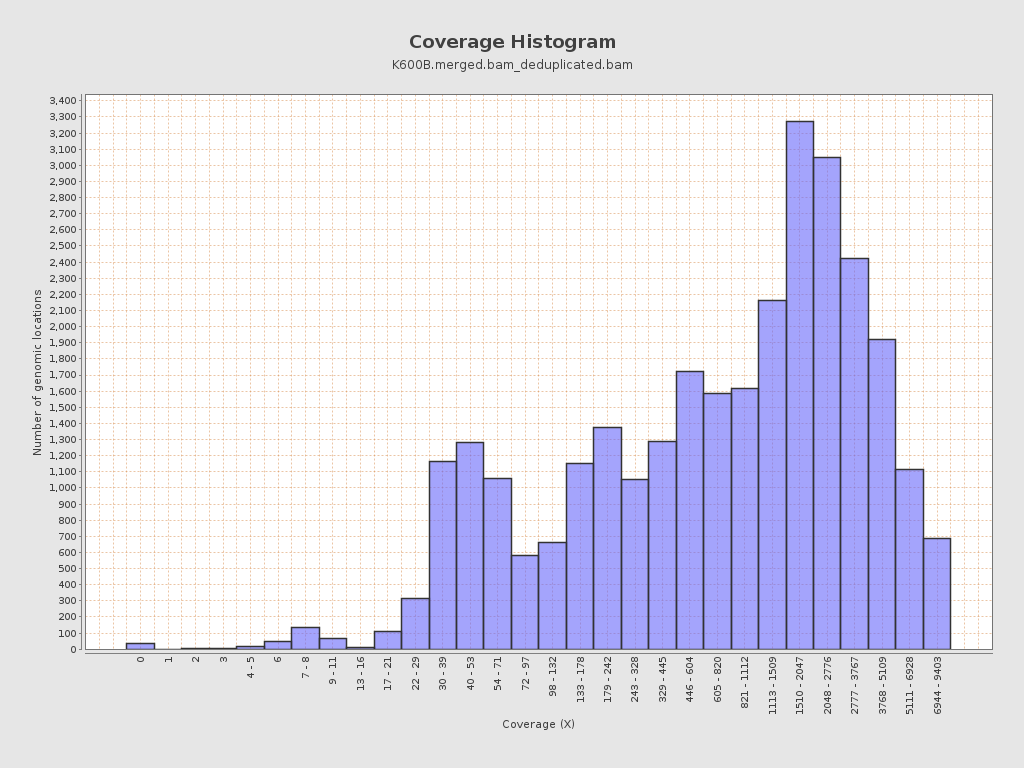 Coverage Histogram
K600B.merged.bam_deduplicated.bam
Number of genomic locations
3,400
3,300
3,200
3,100
3,000
2,900
2,800
2,700
2,600
2,500
2,400
2,300
2,200
2,100
2,000
1,900
1,800
1,700
1,600
1,500
1,400
1,300
1,200
1,100
1,000
900
800
700
600
500
400
300
200
100
0
0
1
2
3
4 - 5
6
7 - 8
9 - 11
13 - 16
17 - 21
22 - 29
30 - 39
40 - 53
54 - 71
72 - 97
98 - 132
133 - 178
179 - 242
243 - 328
329 - 445
446 - 604
605 - 820
821 - 1112
1113 - 1509
1510 - 2047
2048 - 2776
2777 - 3767
3768 - 5109
5111 - 6928
6944 - 9403
Coverage (X)